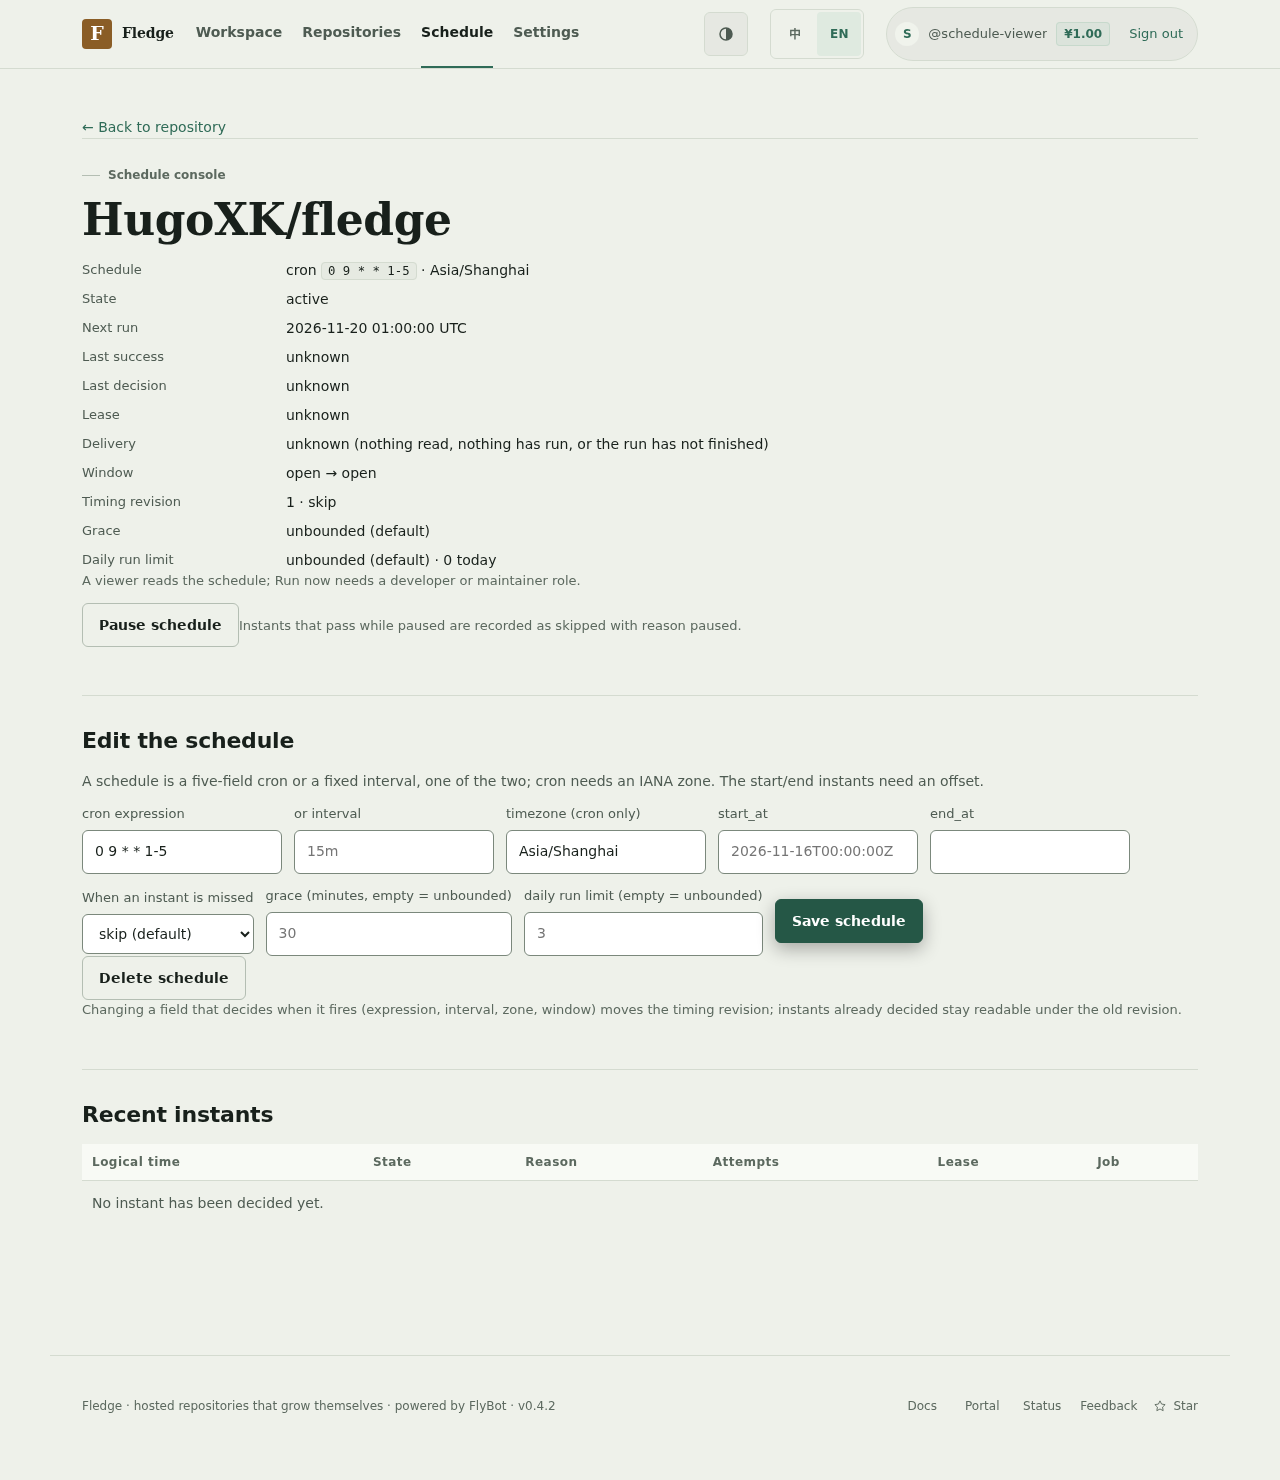 F Fledge Workspace Repositories Schedule Settings 中 EN S @schedule-viewer ¥1.00 Sign out
← Back to repository
Schedule console
HugoXK/fledge
Schedule cron 0 9 * * 1-5 · Asia/Shanghai
State active
Next run 2026-11-20 01:00:00 UTC
Last success unknown
Last decision unknown
Lease unknown
Delivery unknown (nothing read, nothing has run, or the run has not finished)
Window open → open
Timing revision 1 · skip
Grace unbounded (default)
Daily run limit unbounded (default) · 0 today
A viewer reads the schedule; Run now needs a developer or maintainer role.
Pause schedule Instants that pass while paused are recorded as skipped with reason paused.
Edit the schedule
A schedule is a five-field cron or a fixed interval, one of the two; cron needs an IANA zone. The start/end instants need an offset.
cron expression or interval timezone (cron only) start_at end_at
0 9 * * 1-5 15m Asia/Shanghai 2026-11-16T00:00:00Z
When an instant is missed grace (minutes, empty = unbounded) daily run limit (empty = unbounded)
skip (default) 30 3 Save schedule
Delete schedule
Changing a field that decides when it fires (expression, interval, zone, window) moves the timing revision; instants already decided stay readable under the old revision.
Recent instants
Logical time State Reason Attempts Lease Job
No instant has been decided yet.
Fledge · hosted repositories that grow themselves · powered by FlyBot · v0.4.2 Docs Portal Status Feedback Star